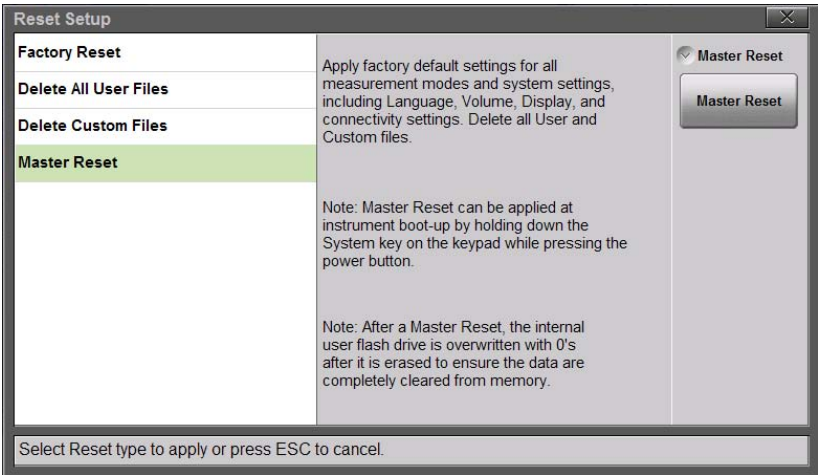 Reset Setup
Factory Reset
Delete All User Files
Delete Custom Files
Master Reset
Apply factory default settings for all
measurement modes and system settings,
including Language, Volume, Display, and
connectivity settings. Delete all User and
Custom files.
Note: Master Reset can be applied at
instrument boot-up by holding down the
System key on the keypad while pressing the
power button.
Note: After a Master Reset, the internal
user flash drive is overwritten with 0's
after it is erased to ensure the data are
completely cleared from memory.
Master Reset
Master Reset
Select Reset type to apply or press ESC to cancel.